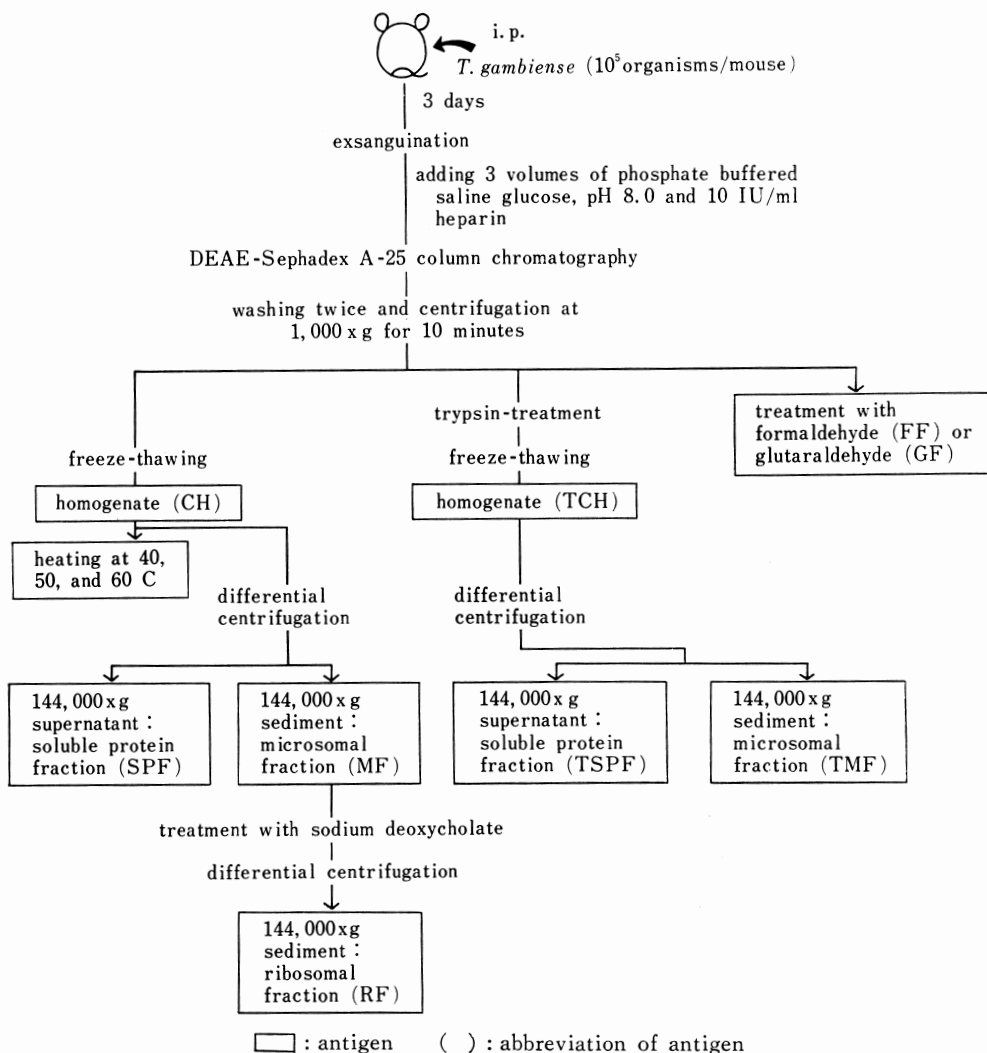 i. p.
T. gambiense (10⁵ organisms/mouse)
3 days
exsanguination
adding 3 volumes of phosphate buffered
saline glucose, pH 8.0 and 10 IU/ml
heparin
DEAE-Sephadex A-25 column chromatography
washing twice and centrifugation at
1,000 x g for 10 minutes
freeze-thawing
homogenate (CH)
heating at 40,
50, and 60 C
differential
centrifugation
144,000xg
supernatant:
soluble protein
fraction (SPF)
144,000xg
sediment:
microsomal
fraction (MF)
treatment with sodium deoxycholate
differential centrifugation
144,000xg
sediment:
ribosomal
fraction (RF)
trypsin-treatment
freeze-thawing
homogenate (TCH)
differential
centrifugation
144,000xg
supernatant:
soluble protein
fraction (TSPF)
144,000xg
sediment:
microsomal
fraction (TMF)
treatment with
formaldehyde (FF) or
glutaraldehyde (GF)
: antigen ( ) : abbreviation of antigen